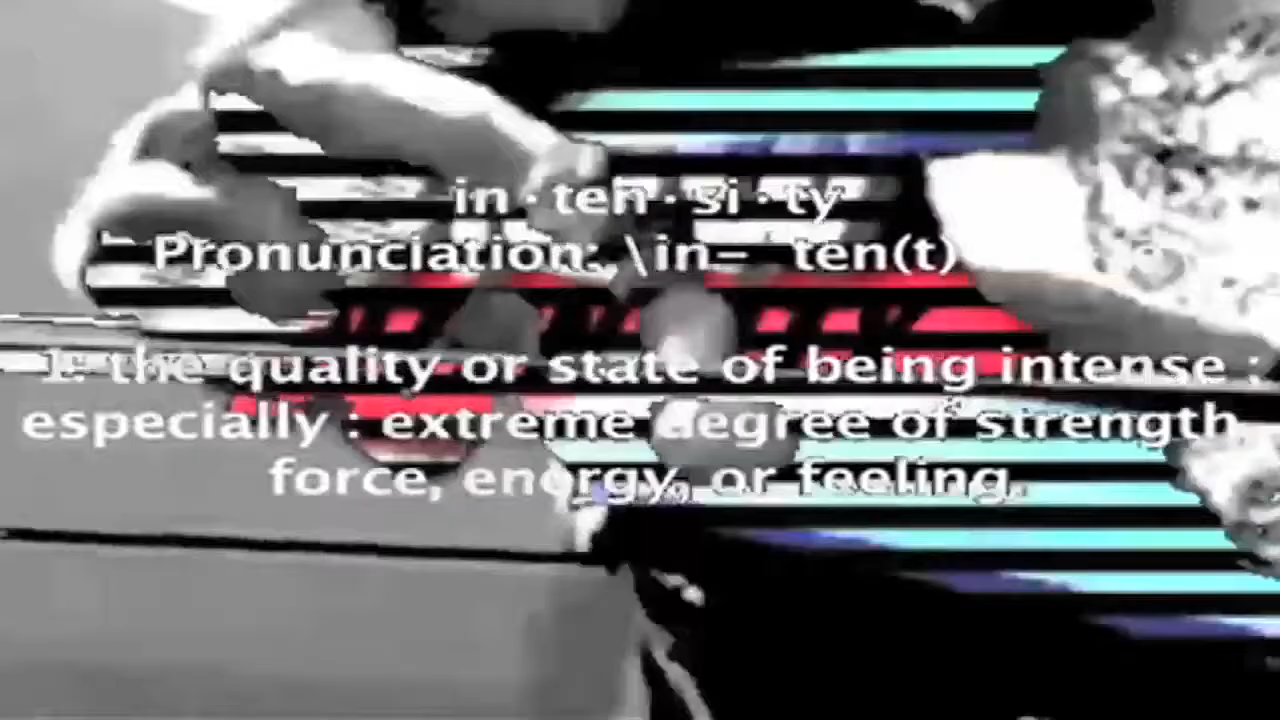 in · ten · si · ty
Pronunciation: \in– ten(t)
1: the quality or state of being intense :
especially : extreme degree of strength,
force, energy, or feeling.